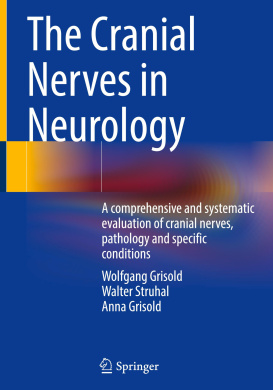 The Cranial
Nerves in
Neurology
A comprehensive and systematic
evaluation of cranial nerves,
pathology and specific
conditions
Wolfgang Grisold
Walter Struhal
Anna Grisold
Springer